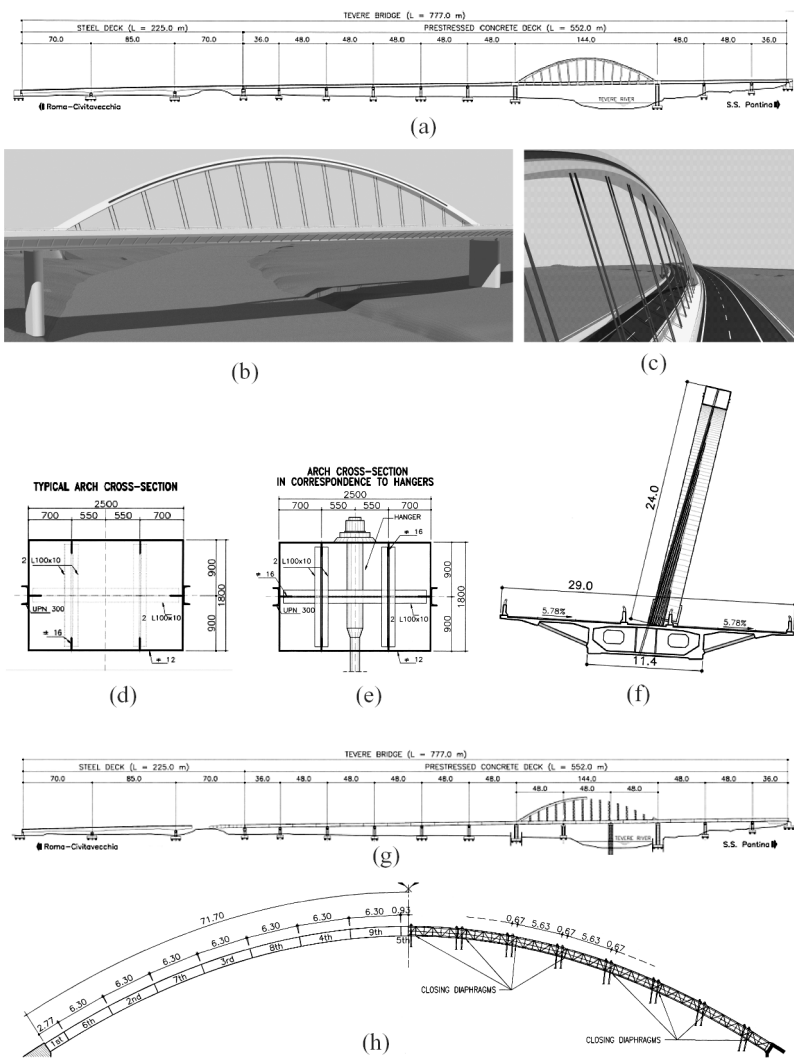 TEVERE BRIDGE (L = 777.0 m)
STEEL DECK (L = 225.0 m) PRESTRESSED CONCRETE DECK (L = 552.0 m)
70.0 85.0 70.0 36.0 48.0 48.0 48.0 48.0 48.0 144.0 48.0 48.0 36.0
TEVERE RIVER
Roma-Civitavecchia S.S. Pontina
(a)
(b)
(c)
TYPICAL ARCH CROSS-SECTION
2500
700 550 550 700
2 L100x10
900
1800
UPN 300
2 L100x10
900
* 16
* 12
(d)
ARCH CROSS-SECTION
IN CORRESPONDENCE TO HANGERS
2500
700 550 550 700
HANGER
* 16
2 L100x10
900
* 16
1800
UPN 300
2 L100x10
900
* 12
(e)
24.0
29.0
5.78%
5.78%
11.4
(f)
TEVERE BRIDGE (L = 777.0 m)
STEEL DECK (L = 225.0 m) PRESTRESSED CONCRETE DECK (L = 552.0 m)
70.0 85.0 70.0 36.0 48.0 48.0 48.0 48.0 48.0 144.0 48.0 48.0 36.0
48.0 48.0 48.0
TEVERE RIVER
Roma-Civitavecchia S.S. Pontina
(g)
71.70
2.77 6.30 6.30 6.30 6.30 6.30 6.30 6.30 0.93
1st 6th 2nd 7th 3rd 8th 4th 9th 5th
0.67 5.63 0.67 5.63 0.67
CLOSING DIAPHRAGMS
CLOSING DIAPHRAGMS
(h)